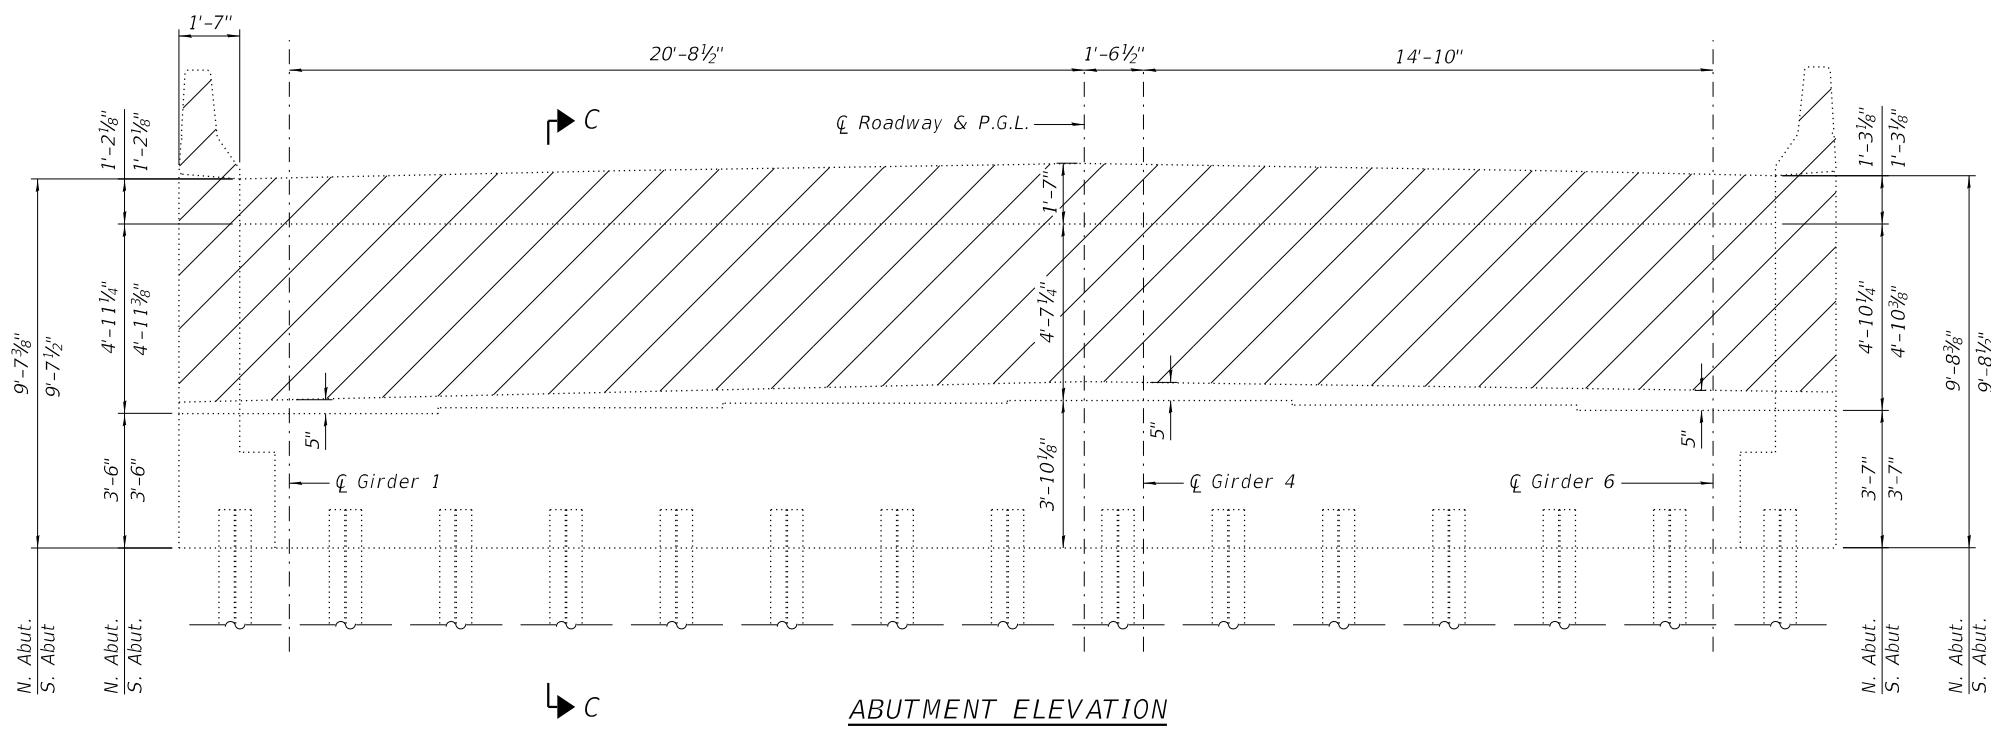 1'-7"
20'-8½"
1'-6½"
14'-10"
C
℄ Roadway & P.G.L.
1'-2⅛"
1'-2⅛"
1'-3⅛"
1'-3⅛"
1'-7"
9'-7⅜"
9'-7½"
4'-11¼"
4'-11⅜"
4'-7¼"
4'-10¼"
4'-10⅜"
9'-8⅜"
9'-8½"
5"
5"
5"
3'-6"
3'-6"
3'-10⅛"
3'-7"
3'-7"
℄ Girder 1
℄ Girder 4
℄ Girder 6
N. Abut.
S. Abut
N. Abut.
S. Abut.
N. Abut.
S. Abut
N. Abut.
S. Abut.
C
ABUTMENT ELEVATION